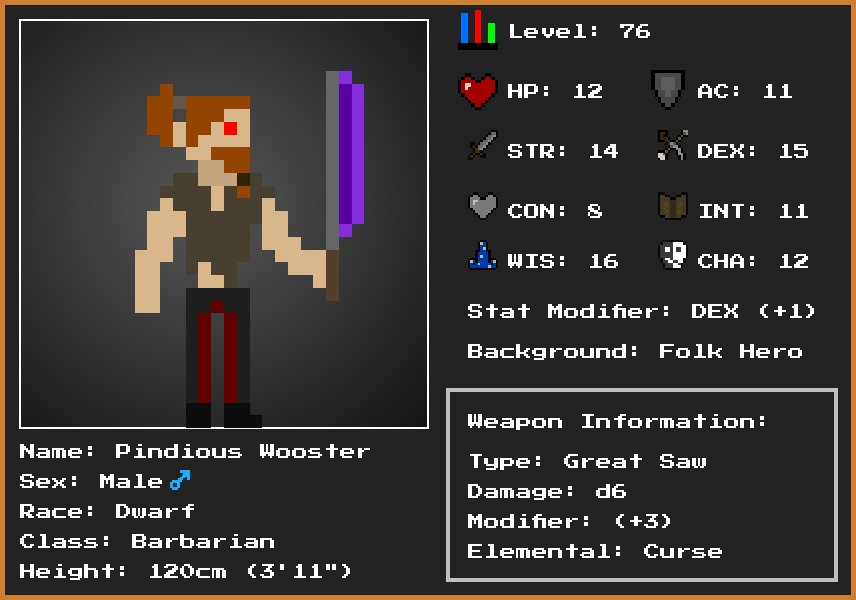 Level: 76
HP: 12
AC: 11
STR: 14
DEX: 15
CON: 8
INT: 11
WIS: 16
CHA: 12
Stat Modifier: DEX (+1)
Background: Folk Hero
Weapon Information:
Type: Great Saw
Damage: d6
Modifier: (+3)
Elemental: Curse
Name: Pindious Wooster
Sex: Male♂
Race: Dwarf
Class: Barbarian
Height: 120cm (3'11")